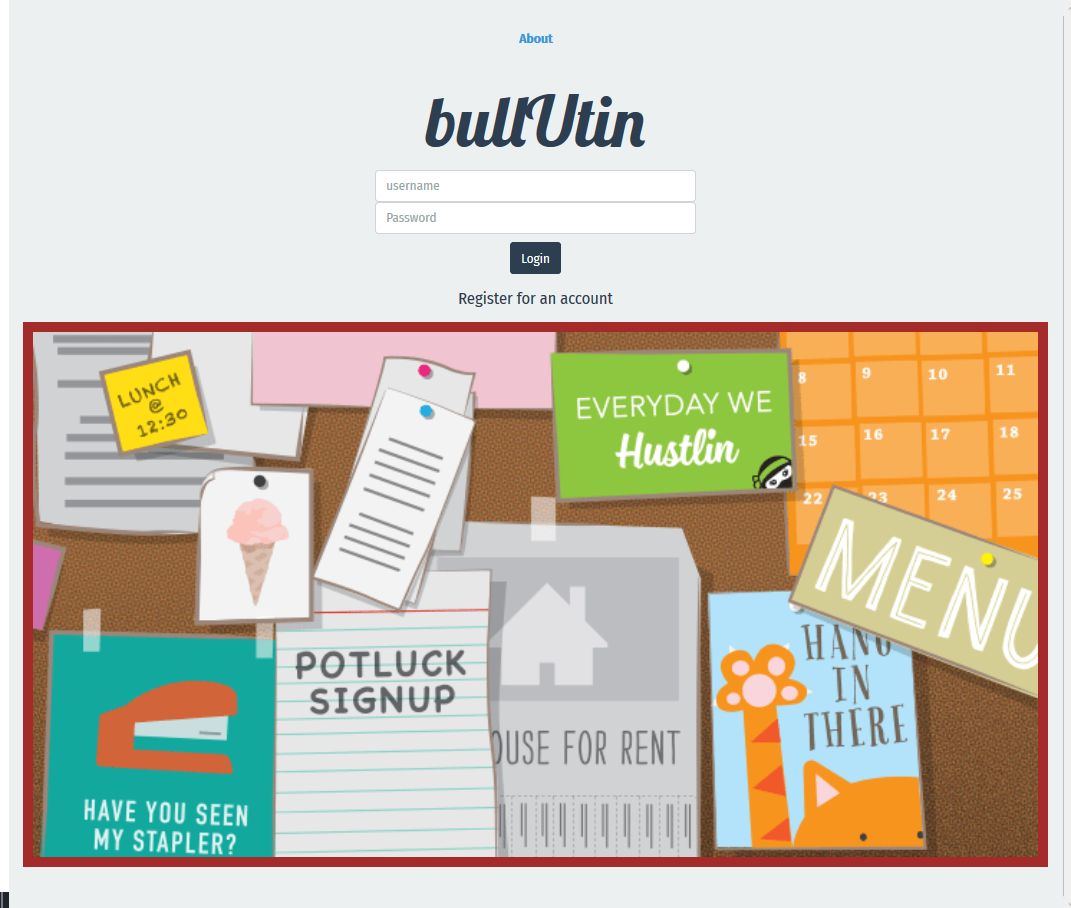 About
bull'Utin
username
Password
Login
Register for an account
LUNCH
@
12:30
EVERYDAY WE
Hustlin
8 9 10 11
15 16 17 18
22 23 24 25
MENU
POTLUCK
SIGNUP
OUSE FOR RENT
HANG
IN
THERE
HAVE YOU SEEN
MY STAPLER?